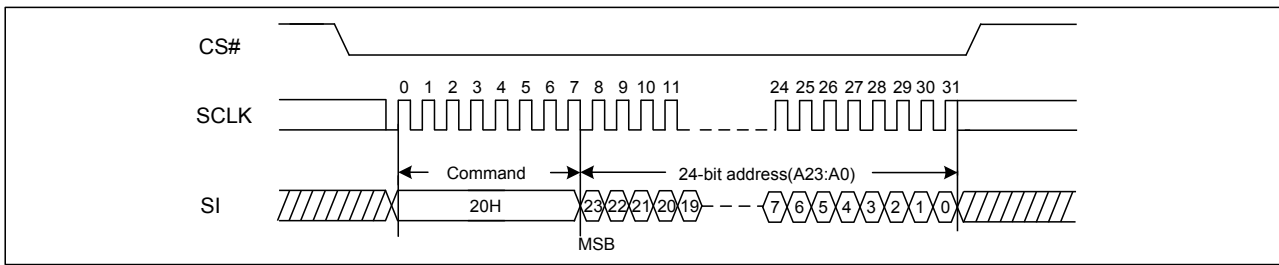 CS#
0 1 2 3 4 5 6 7 8 9 10 11 24 25 26 27 28 29 30 31
SCLK
Command 24-bit address(A23:A0)
SI 20H 23 22 21 20 19 7 6 5 4 3 2 1 0
MSB